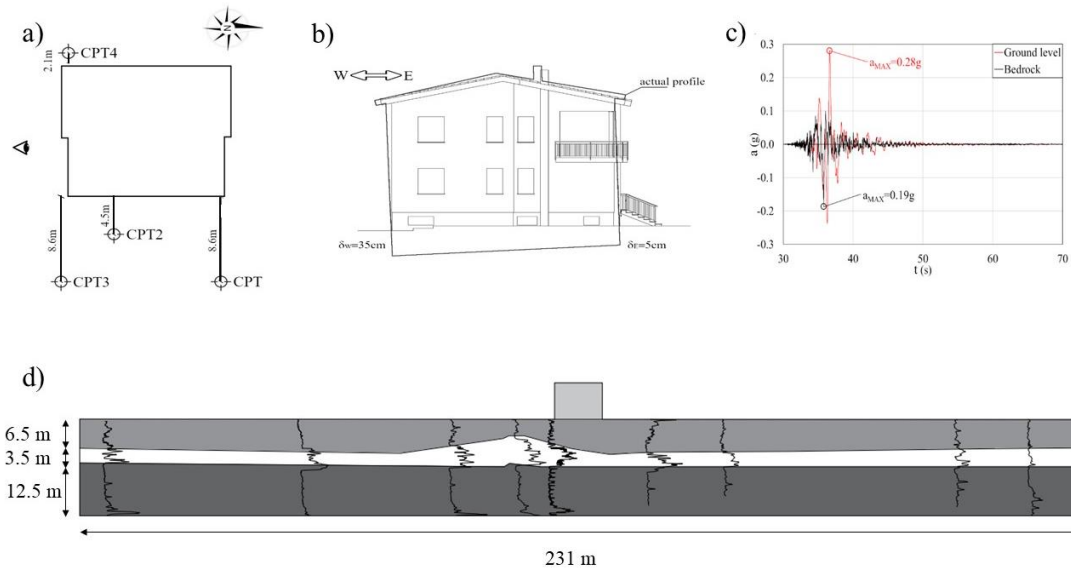 a)
N
CPT4
2.1m
8.6m
4.5m
CPT2
8.6m
CPT3
CPT
b)
W E
actual profile
δW=35cm
δE=5cm
c)
0.3
0.2
0.1
0.0
-0.1
-0.2
-0.3
a (g)
aMAX=0.28g
Ground level
Bedrock
aMAX=0.19g
30 40 50 60 70
t (s)
d)
6.5 m
3.5 m
12.5 m
231 m